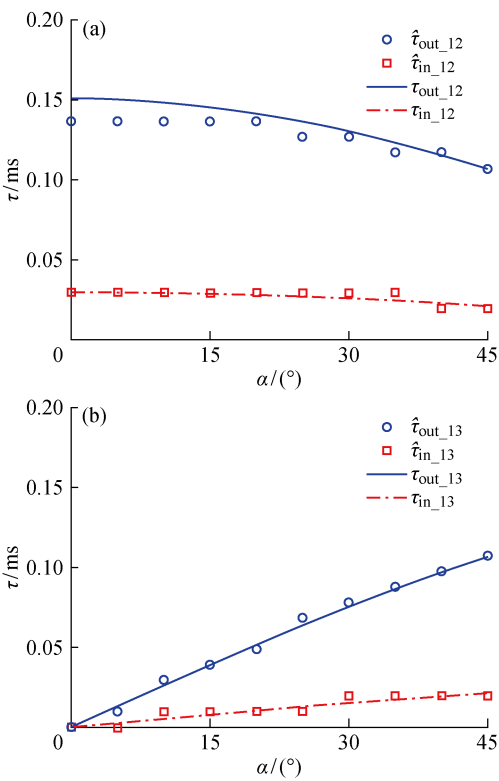 0.20
(a)
τ̂out_12
τ̂in_12
0.15
τout_12
τin_12
0.10
τ/ms
0.05
0 15 30 45
α/(°)
0.20
(b)
τ̂out_13
τ̂in_13
0.15
τout_13
τin_13
0.10
τ/ms
0.05
0 15 30 45
α/(°)